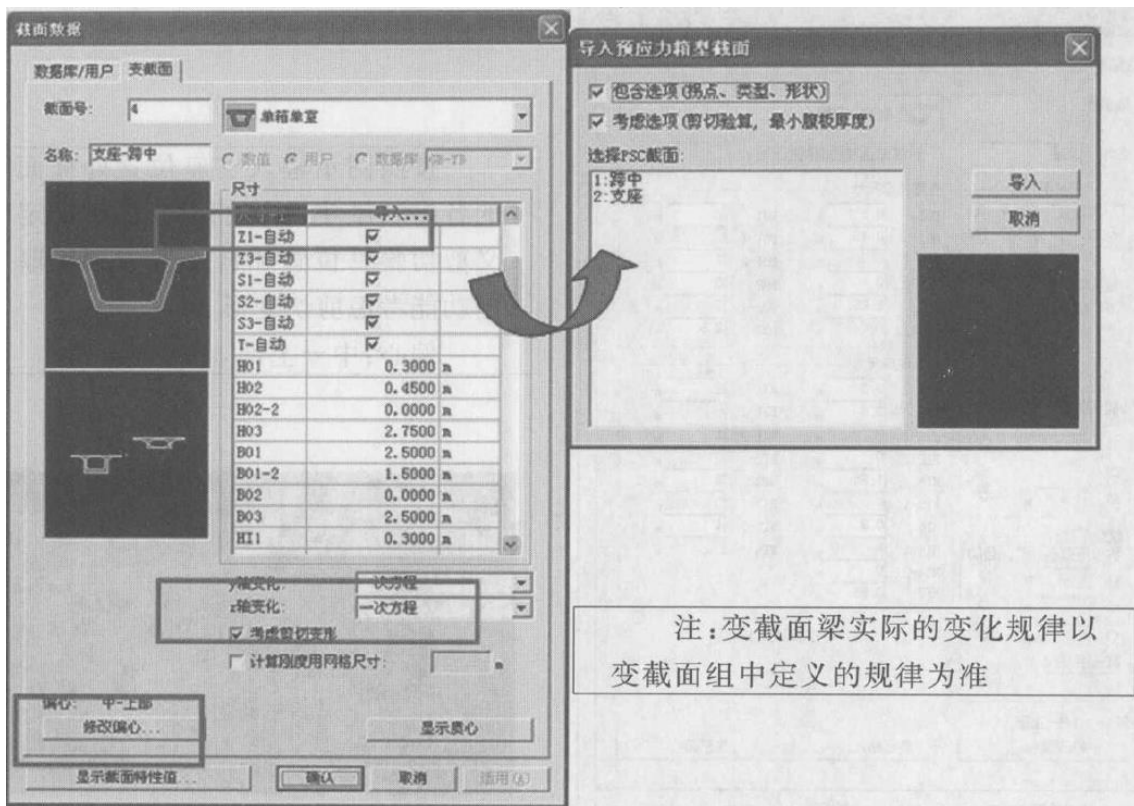 截面数据
数据库/用户 变截面
截面号: 4 单箱单室
名称: 支座-跨中 数值 用户 数据库 GB-YB
尺寸
导入...
Z1-自动
Z3-自动
S1-自动
S2-自动
S3-自动
T-自动
HO1 0.3000 m
HO2 0.4500 m
HO2-2 0.0000 m
HO3 2.7500 m
BO1 2.5000 m
BO1-2 1.5000 m
BO2 0.0000 m
BO3 2.5000 m
HI1 0.3000 m
y轴变化: 一次方程
z轴变化: 一次方程
考虑剪切变形
计算刚度用网格尺寸: m
偏心: 中-上部
修改偏心... 显示质心
显示截面特性值... 确认 取消 适用(A)
导入预应力箱型截面
包含选项(拐点、类型、形状)
考虑选项(剪切验算, 最小腹板厚度)
选择PSC截面:
1:跨中
2:支座
导入
取消
注:变截面梁实际的变化规律以
变截面组中定义的规律为准